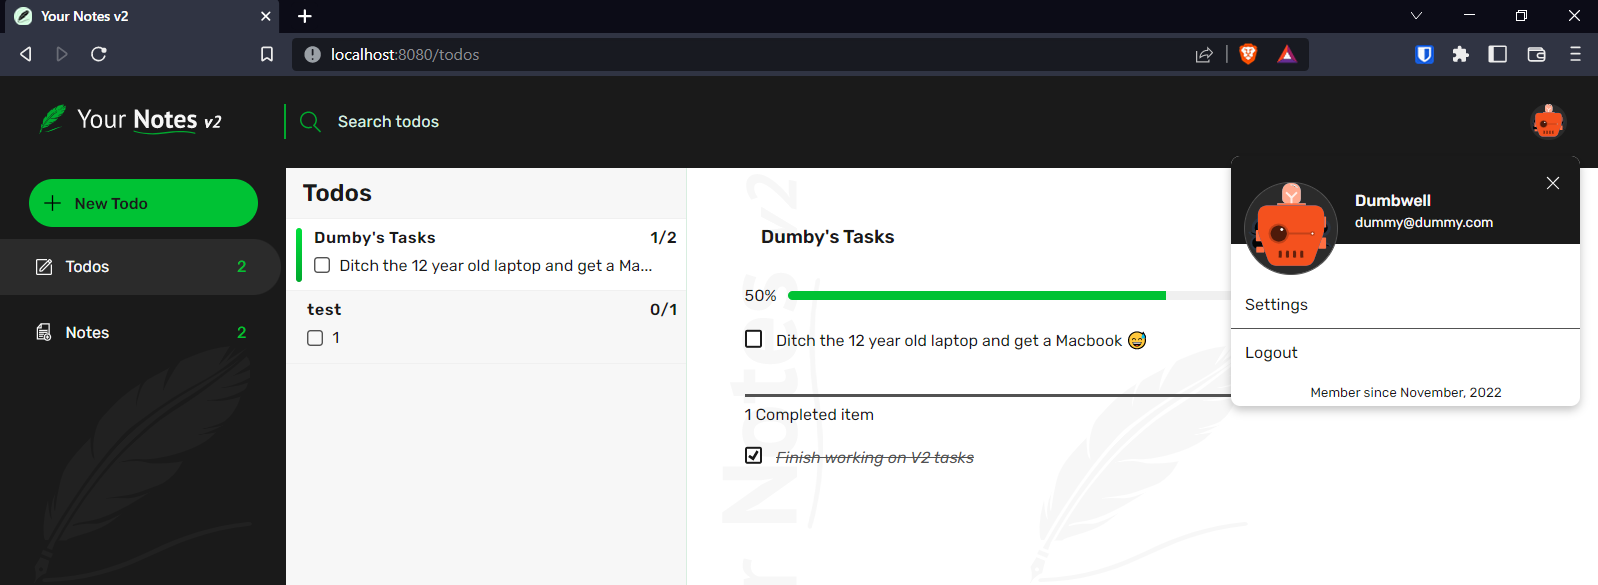 Your Notes v2
localhost:8080/todos
Your Notes v2
Search todos
New Todo
Todos 2
Notes 2
Todos
Dumby's Tasks 1/2
Ditch the 12 year old laptop and get a Ma...
test 0/1
1
Dumby's Tasks
50%
Ditch the 12 year old laptop and get a Macbook 😅
1 Completed item
Finish working on V2 tasks
Dumbwell
dummy@dummy.com
Settings
Logout
Member since November, 2022
r Notes v2